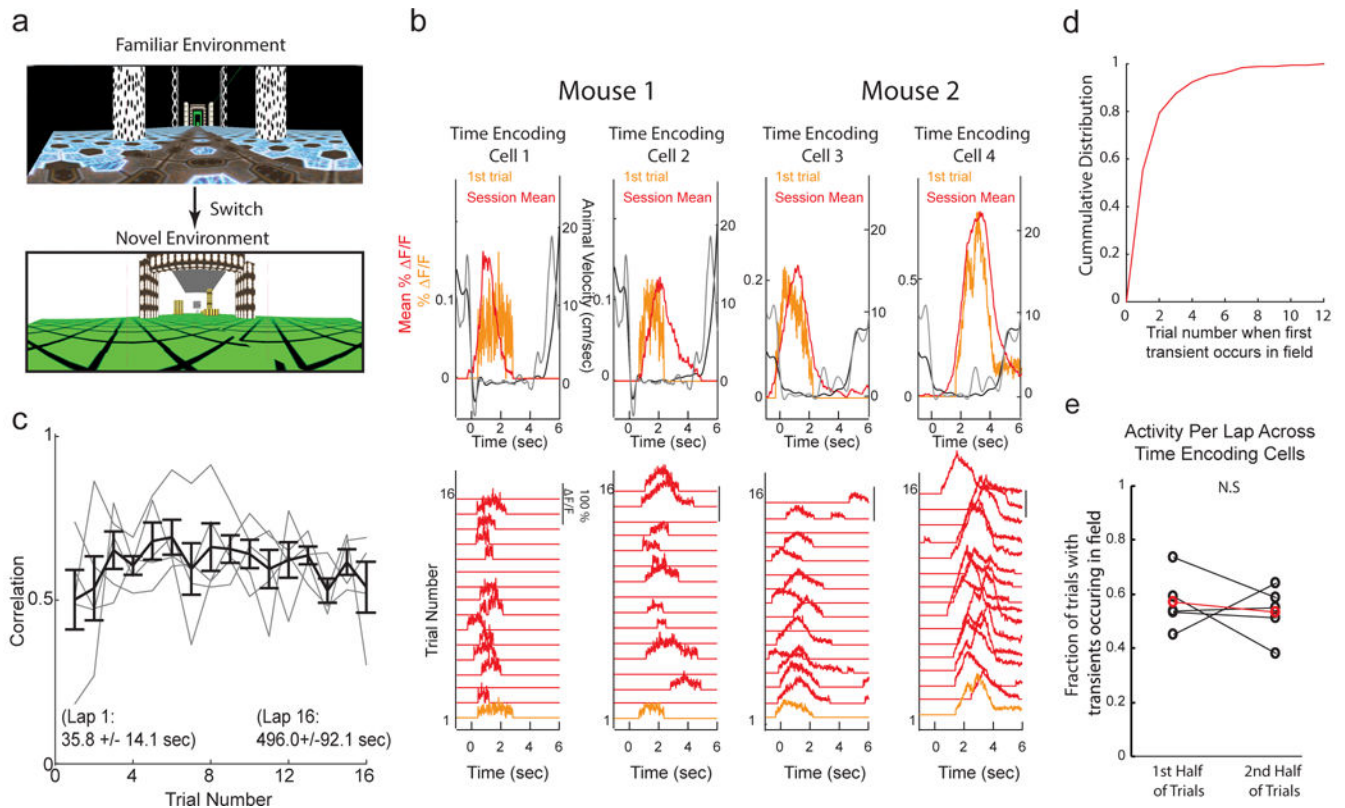 a
Familiar Environment
Switch
Novel Environment
b
Mouse 1
Mouse 2
Time Encoding
Cell 1
Time Encoding
Cell 2
Time Encoding
Cell 3
Time Encoding
Cell 4
1st trial
Session Mean
1st trial
Session Mean
1st trial
Session Mean
1st trial
Session Mean
Mean % ΔF/F
% ΔF/F
0.1
0
Animal Velocity (cm/sec)
20
10
0
0.1
0
20
10
0
0.2
0
20
10
0
0.5
0
20
10
0
0 2 4 6
Time (sec)
0 2 4 6
Time (sec)
0 2 4 6
Time (sec)
0 2 4 6
Time (sec)
Trial Number
16
1
100 %
ΔF/F
16
1
16
1
16
1
0 2 4 6
Time (sec)
0 2 4 6
Time (sec)
0 2 4 6
Time (sec)
0 2 4 6
Time (sec)
c
Correlation
1
0.5
0
(Lap 1:
35.8 +/- 14.1 sec)
(Lap 16:
496.0+/-92.1 sec)
0 4 8 12 16
Trial Number
d
Cummulative Distribution
1
0.8
0.6
0.4
0.2
0
0 2 4 6 8 10 12
Trial number when first
transient occurs in field
e
Activity Per Lap Across
Time Encoding Cells
N.S
Fraction of trials with
transients occuring in field
1
0.8
0.6
0.4
0.2
0
1st Half
of Trials
2nd Half
of Trials